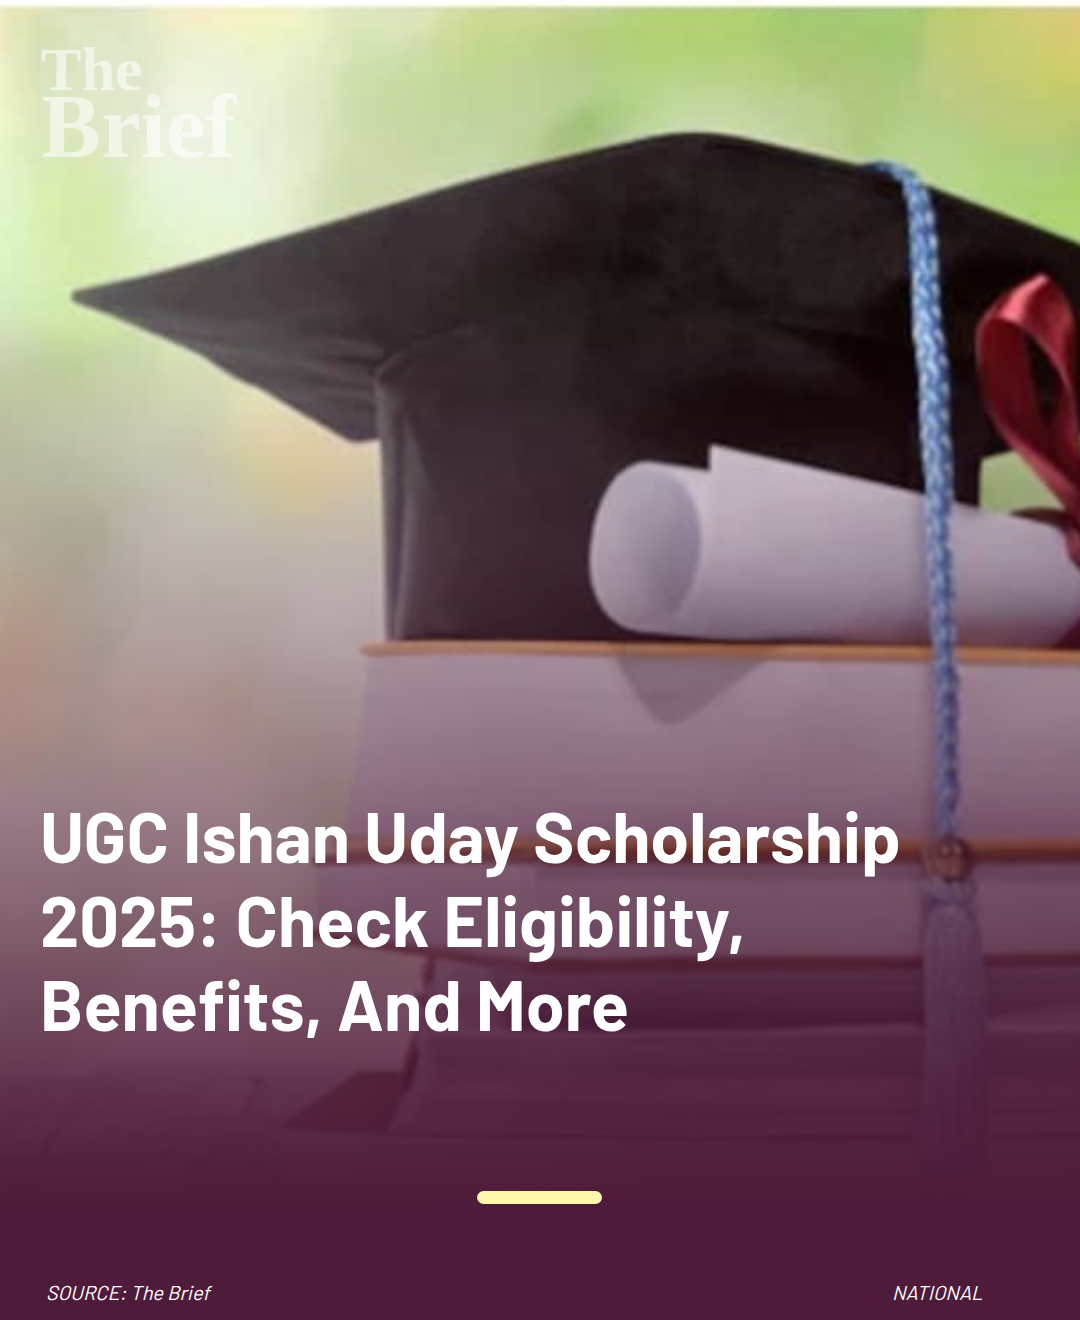 The
Brief
UGC Ishan Uday Scholarship
2025: Check Eligibility,
Benefits, And More
SOURCE: The Brief
NATIONAL